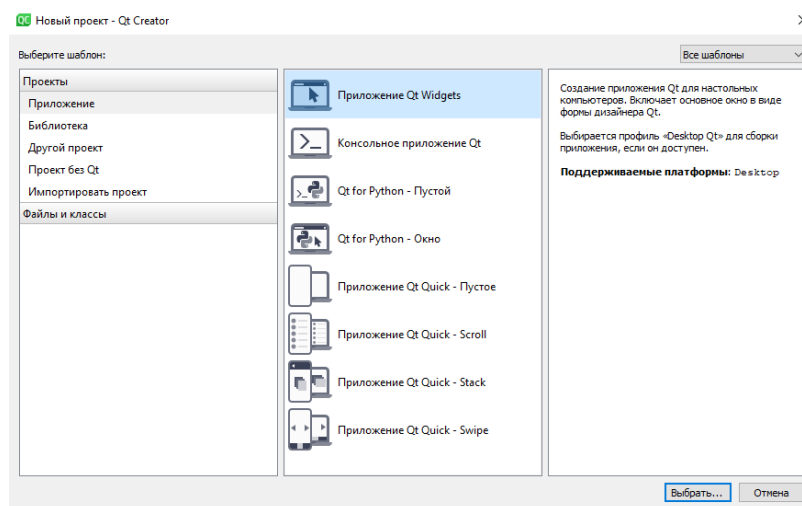 Новый проект - Qt Creator
Выберите шаблон:
Все шаблоны
Проекты
Приложение
Библиотека
Другой проект
Проект без Qt
Импортировать проект
Файлы и классы
Приложение Qt Widgets
Консольное приложение Qt
Qt for Python - Пустой
Qt for Python - Окно
Приложение Qt Quick - Пустое
Приложение Qt Quick - Scroll
Приложение Qt Quick - Stack
Приложение Qt Quick - Swipe
Создание приложения Qt для настольных
компьютеров. Включает основное окно в виде
формы дизайнера Qt.
Выбирается профиль «Desktop Qt» для сборки
приложения, если он доступен.
Поддерживаемые платформы: Desktop
Выбрать...
Отмена